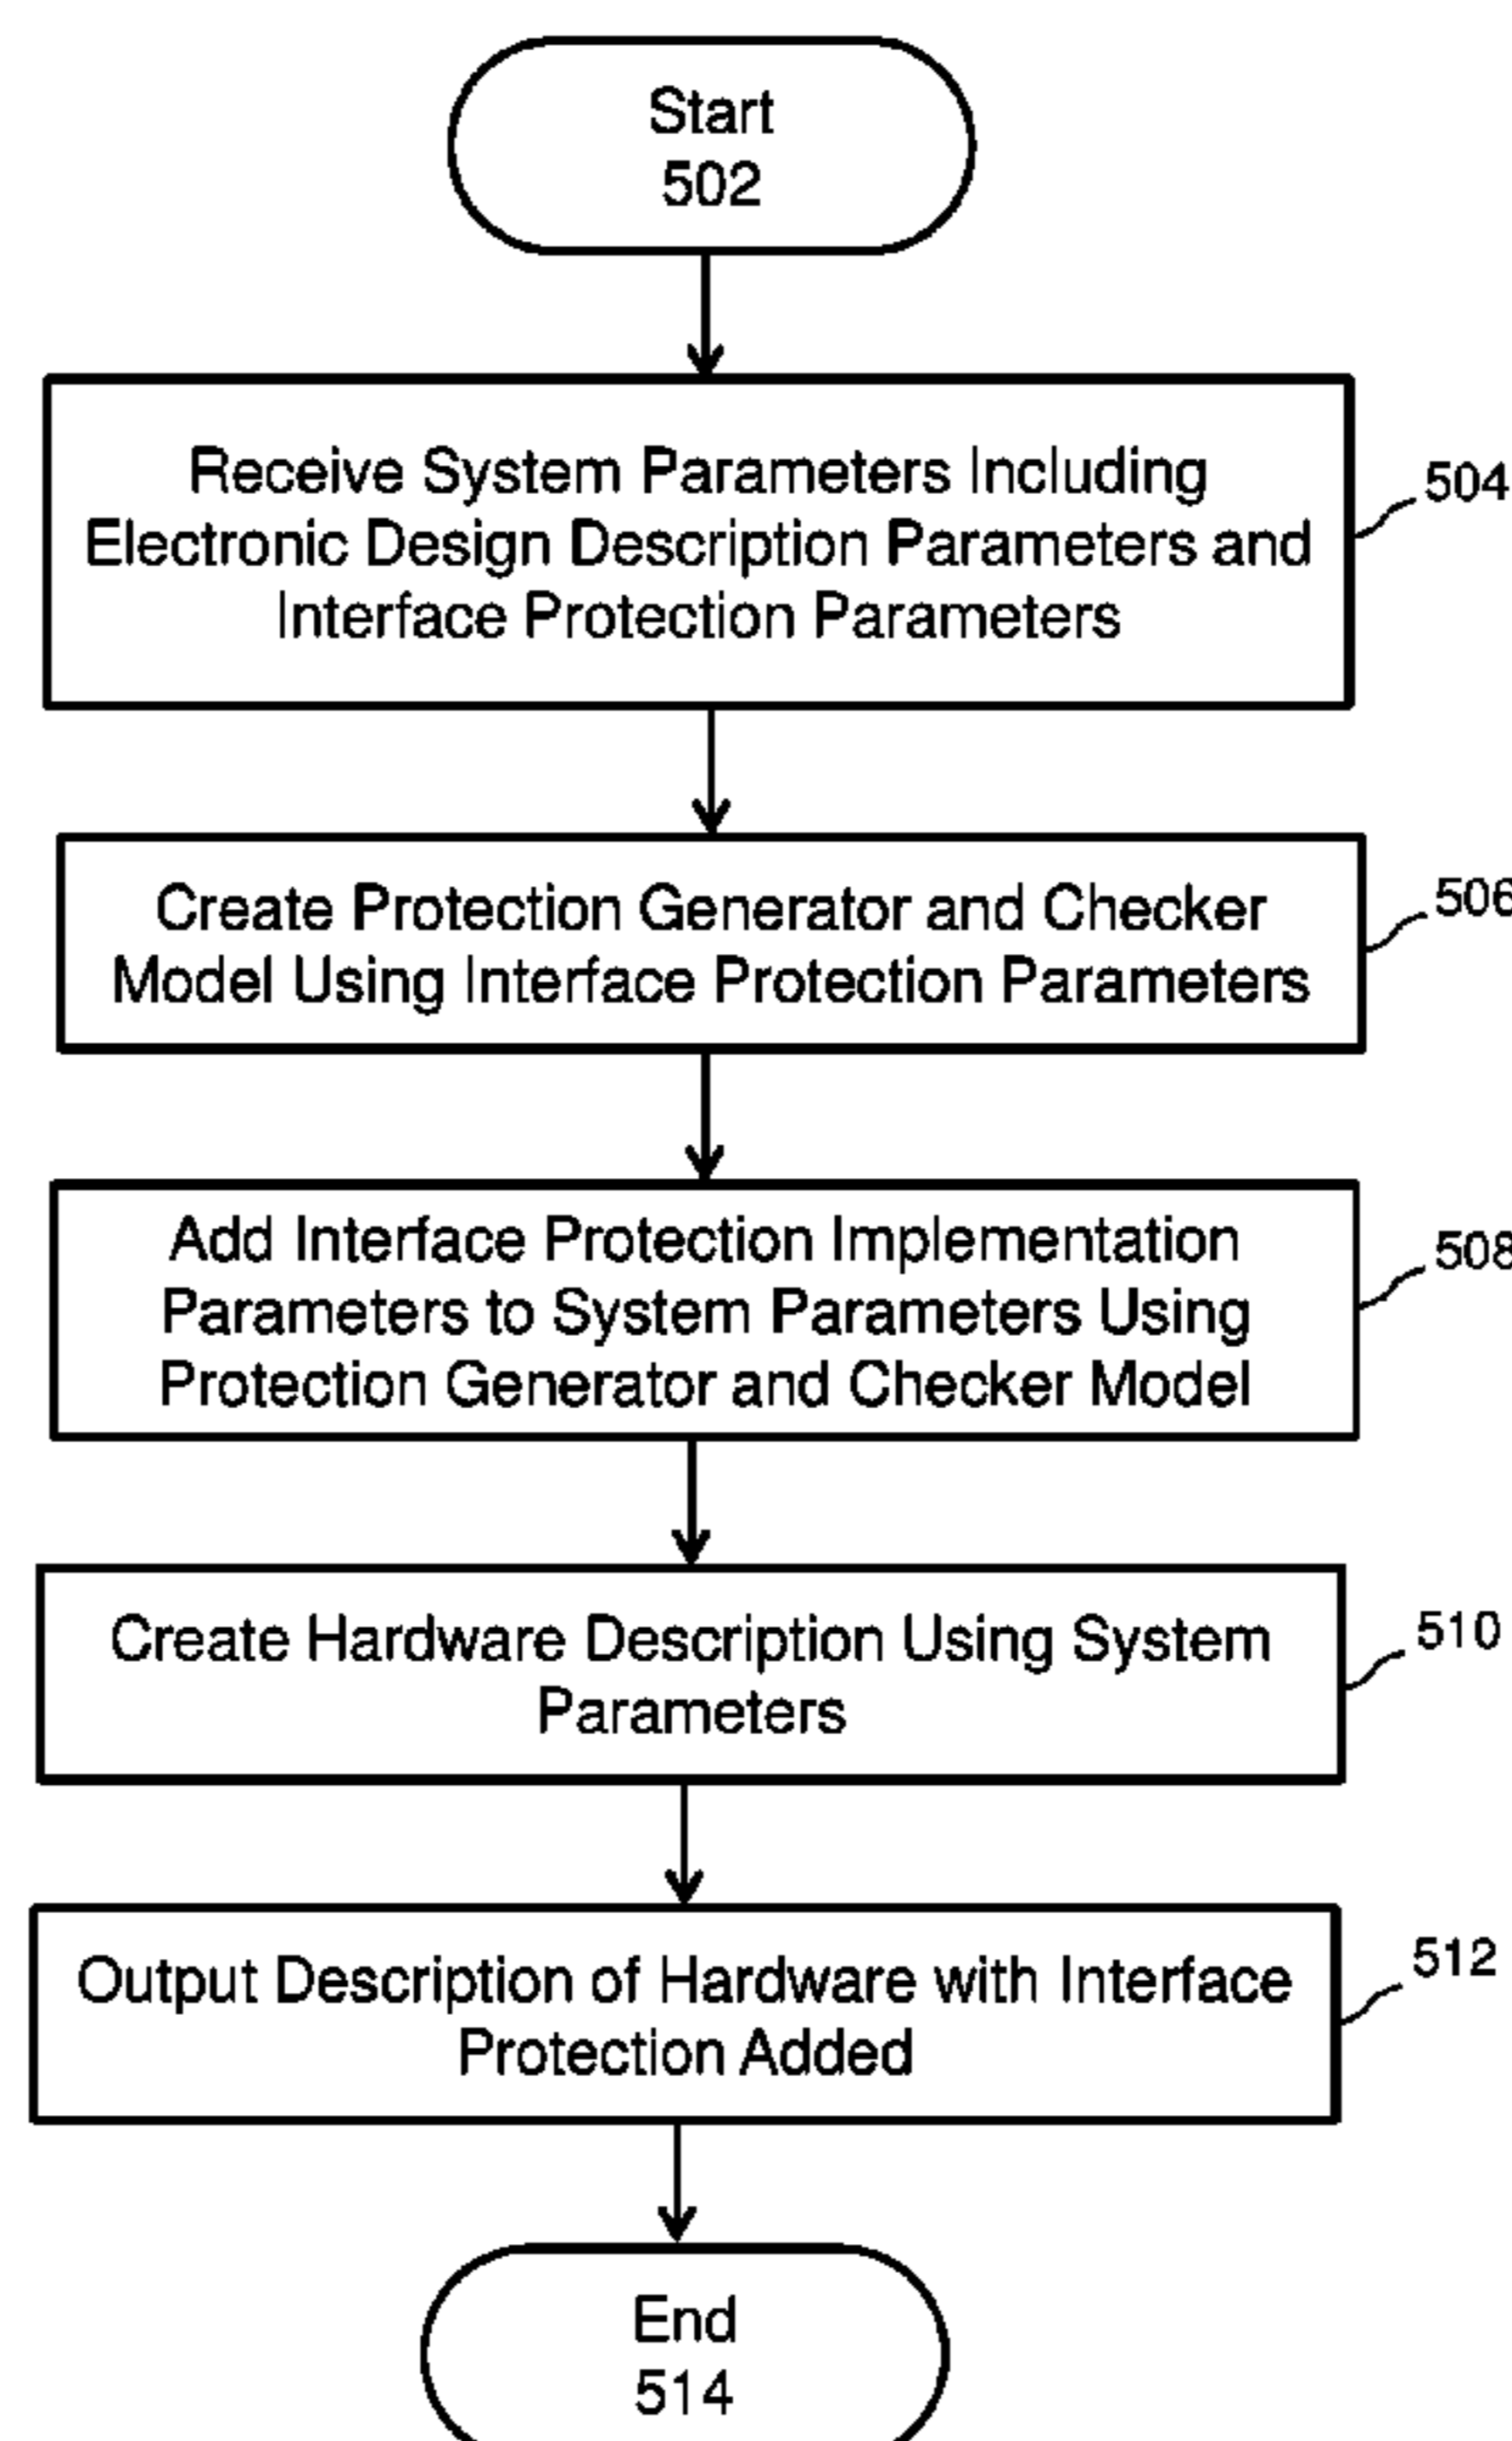 Start
502
Receive System Parameters Including
Electronic Design Description Parameters and
Interface Protection Parameters
504
Create Protection Generator and Checker
Model Using Interface Protection Parameters
506
Add Interface Protection Implementation
Parameters to System Parameters Using
Protection Generator and Checker Model
508
Create Hardware Description Using System
Parameters
510
Output Description of Hardware with Interface
Protection Added
512
End
514